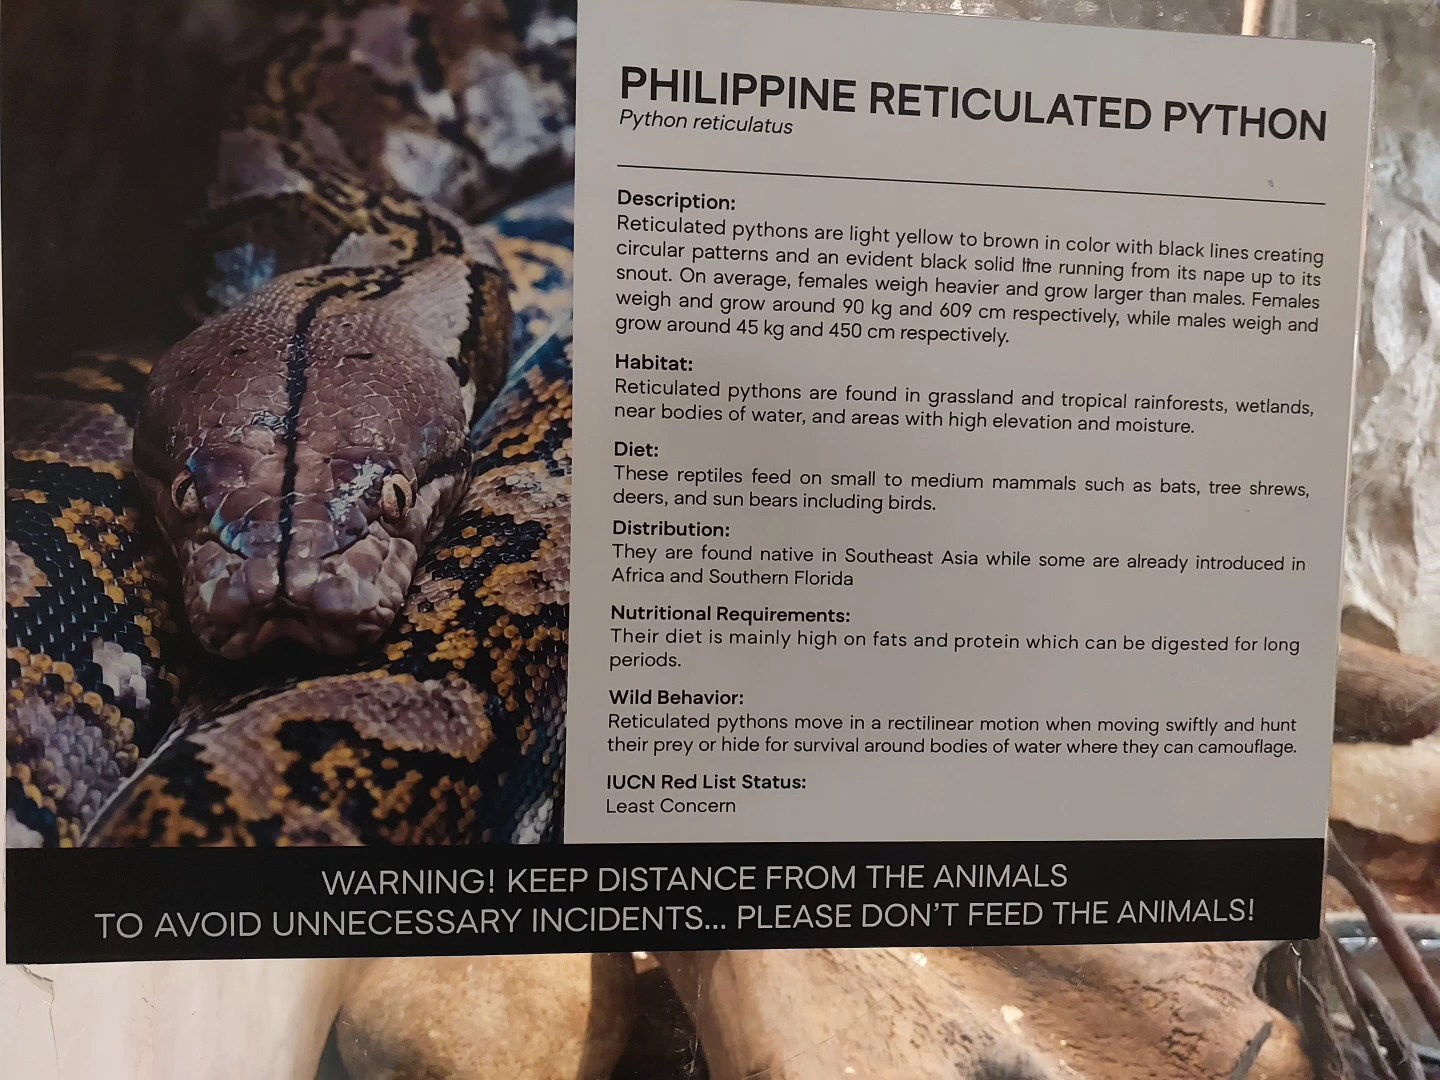 PHILIPPINE RETICULATED PYTHON
Python reticulatus
Description:
Reticulated pythons are light yellow to brown in color with black lines creating
circular patterns and an evident black solid line running from its nape up to its
snout. On average, females weigh heavier and grow larger than males. Females
weigh and grow around 90 kg and 609 cm respectively, while males weigh and
grow around 45 kg and 450 cm respectively.
Habitat:
Reticulated pythons are found in grassland and tropical rainforests, wetlands,
near bodies of water, and areas with high elevation and moisture.
Diet:
These reptiles feed on small to medium mammals such as bats, tree shrews,
deers, and sun bears including birds.
Distribution:
They are found native in Southeast Asia while some are already introduced in
Africa and Southern Florida
Nutritional Requirements:
Their diet is mainly high on fats and protein which can be digested for long
periods.
Wild Behavior:
Reticulated pythons move in a rectilinear motion when moving swiftly and hunt
their prey or hide for survival around bodies of water where they can camouflage.
IUCN Red List Status:
Least Concern
WARNING! KEEP DISTANCE FROM THE ANIMALS
TO AVOID UNNECESSARY INCIDENTS... PLEASE DON'T FEED THE ANIMALS!